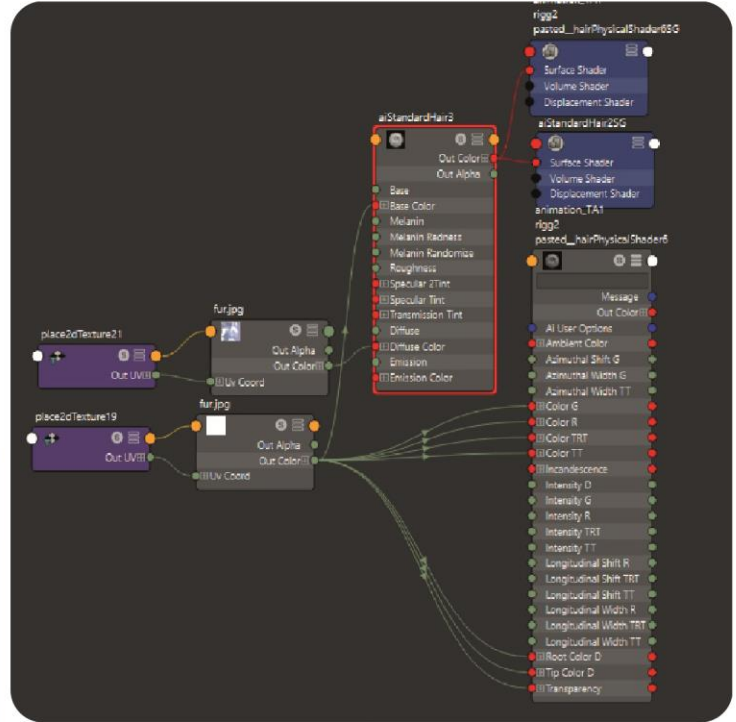 rigg2
pasted__hairPhysicalShader6SG
Surface Shader
Volume Shader
Displacement Shader
aiStandardHair2SG
Surface Shader
Volume Shader
Displacement Shader
aiStandardHair3
Out Color
Out Alpha
Base
Base Color
Melanin
Melanin Redness
Melanin Randomize
Roughness
Specular 2Tint
Specular Tint
Transmission Tint
Diffuse
Diffuse Color
Emission
Emission Color
place2dTexture21
Out UV
fur.jpg
Out Alpha
Out Color
Uv Coord
place2dTexture19
Out UV
fur.jpg
Out Alpha
Out Color
Uv Coord
animation_TA1
rigg2
pasted__hairPhysicalShader6
Message
Out Color
Ai User Options
Ambient Color
Azimuthal Shift G
Azimuthal Width G
Azimuthal Width TT
Color G
Color R
Color TRT
Color TT
Incandescence
Intensity D
Intensity G
Intensity R
Intensity TRT
Intensity TT
Longitudinal Shift R
Longitudinal Shift TRT
Longitudinal Shift TT
Longitudinal Width R
Longitudinal Width TRT
Longitudinal Width TT
Root Color D
Tip Color D
Transparency